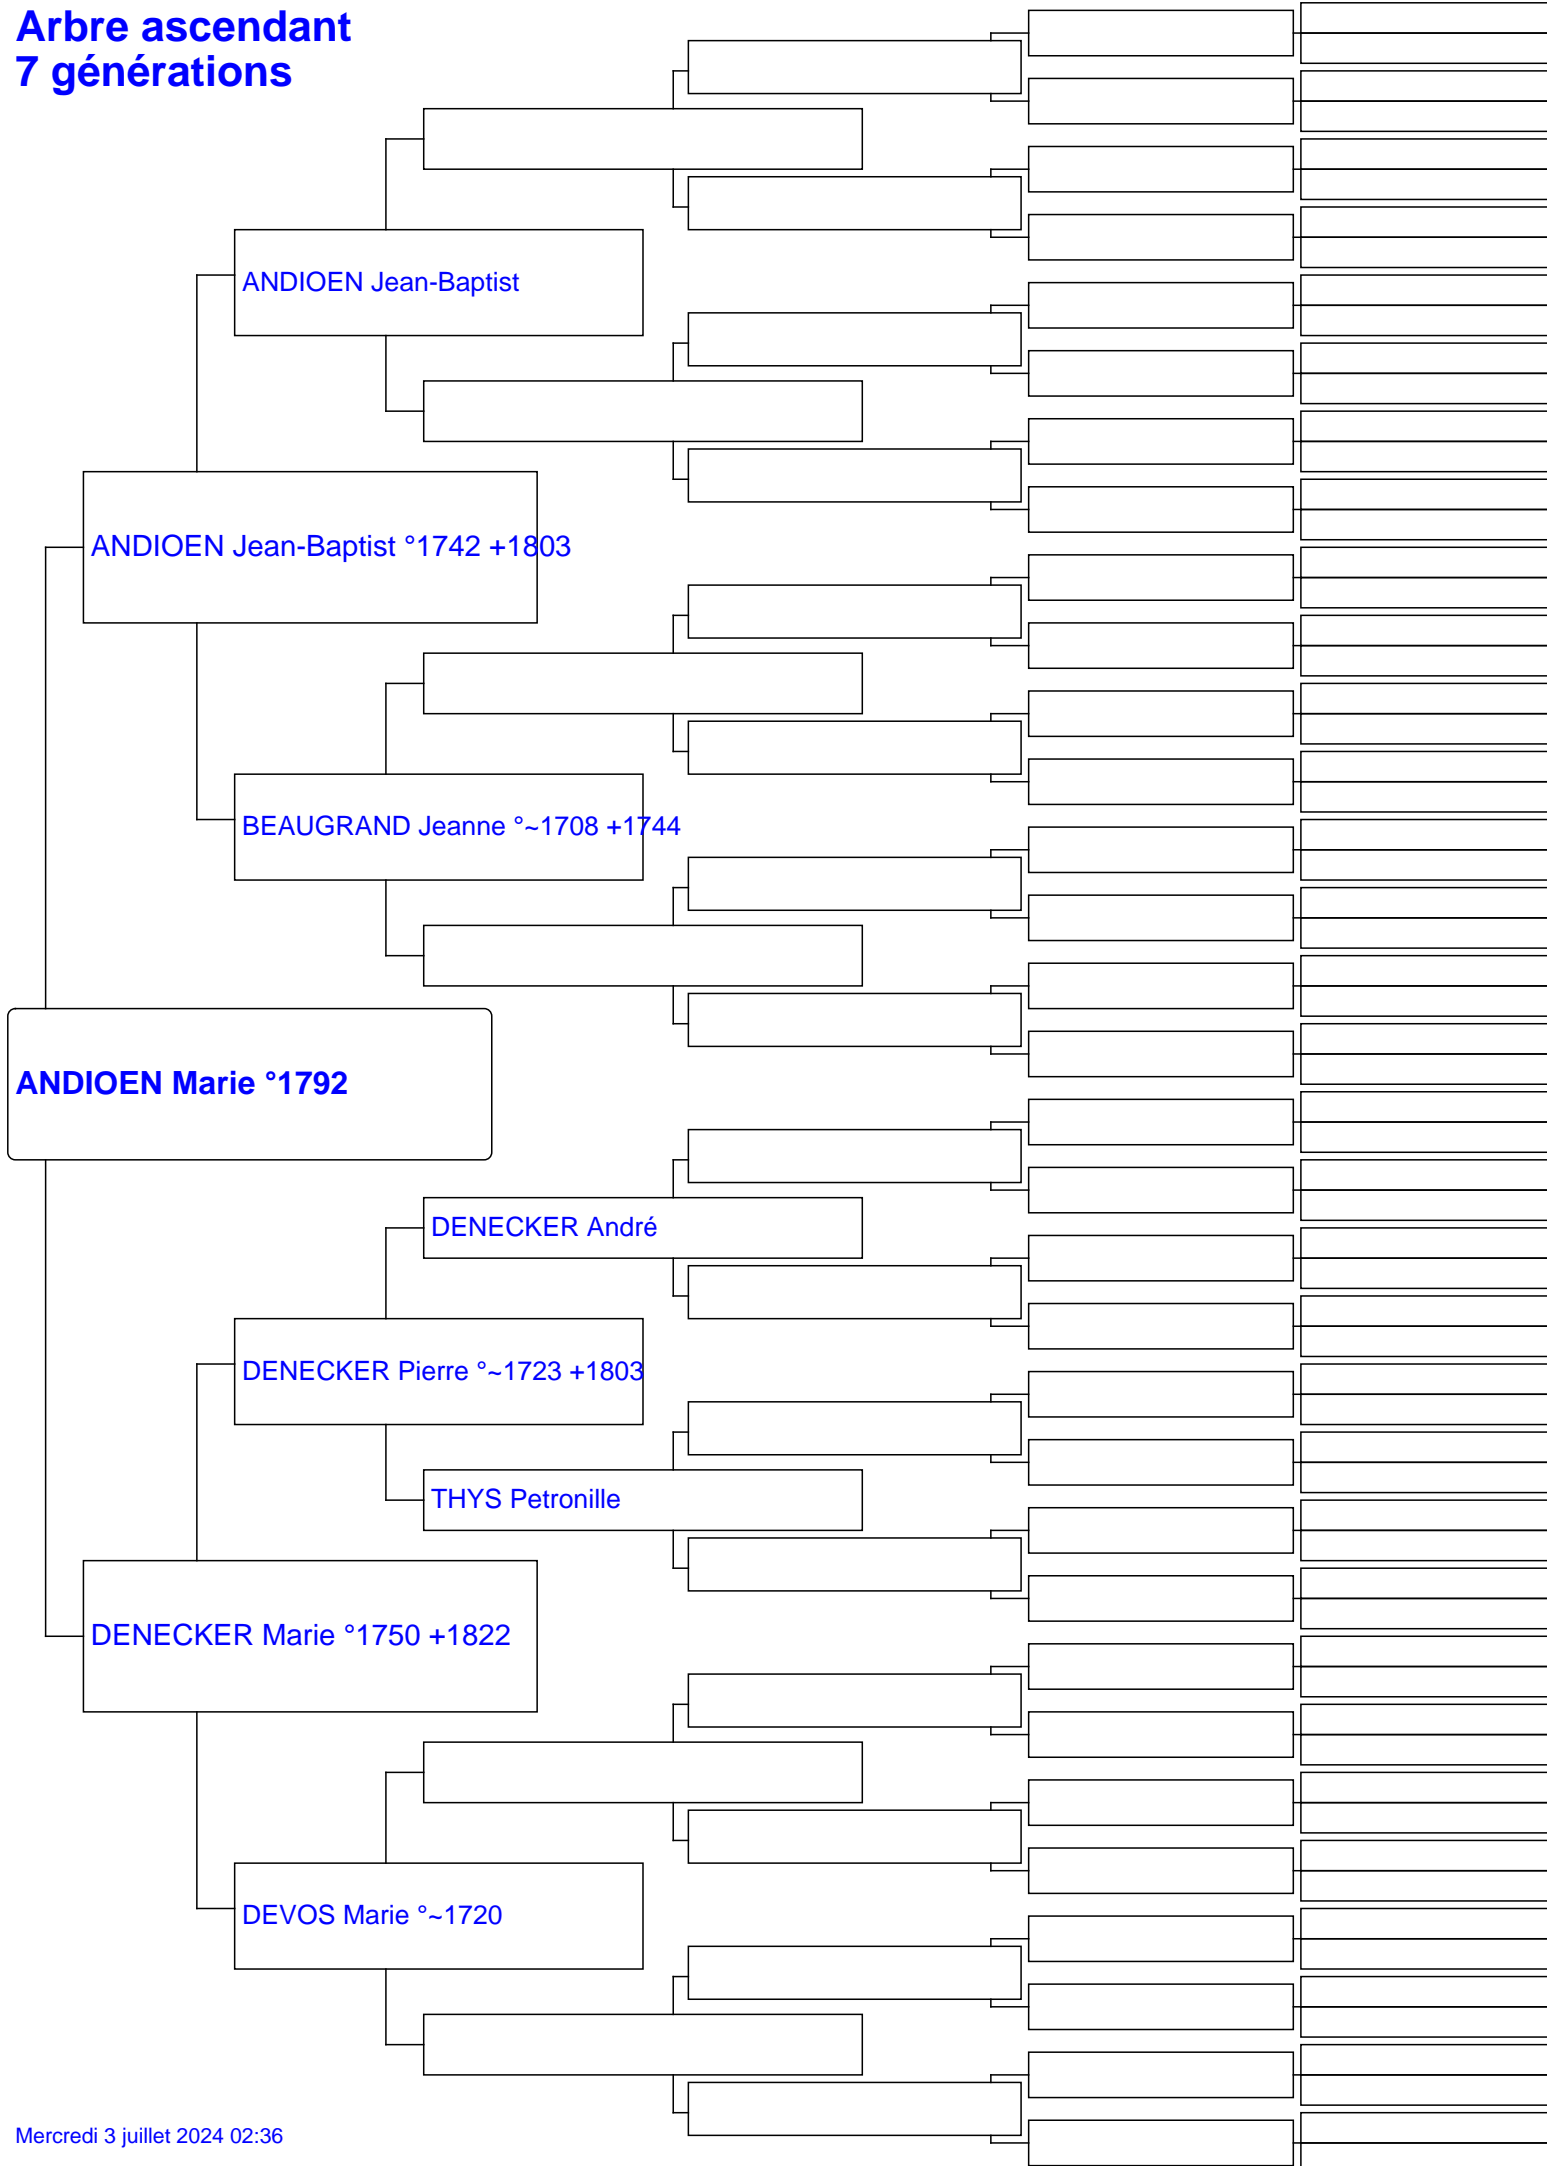 Arbre ascendant
7 générations
ANDIOEN Jean-Baptist
ANDIOEN Jean-Baptist °1742 +1803
BEAUGRAND Jeanne °~1708 +1744
ANDIOEN Marie °1792
DENECKER André
DENECKER Pierre °~1723 +1803
THYS Petronille
DENECKER Marie °1750 +1822
DEVOS Marie °~1720
Mercredi 3 juillet 2024 02:36